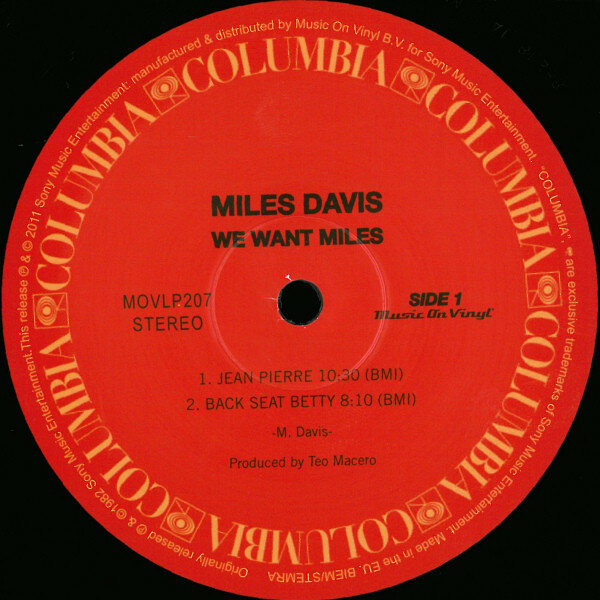 MILES DAVIS
WE WANT MILES
MOVLP207
STEREO
SIDE 1
Music On Vinyl
1. JEAN PIERRE 10:30 (BMI)
2. BACK SEAT BETTY 8:10 (BMI)
-M. Davis-
Produced by Teo Macero
COLUMBIA COLUMBIA COLUMBIA COLUMBIA COLUMBIA COLUMBIA
Originally released ℗ & © 1982 Sony Music Entertainment. This release ℗ & © 2011 Sony Music Entertainment: manufactured & distributed by Music On Vinyl B.V. for Sony Music Entertainment. "COLUMBIA", are exclusive trademarks of Sony Music Entertainment. Made in the EU. BIEM/STEMRA